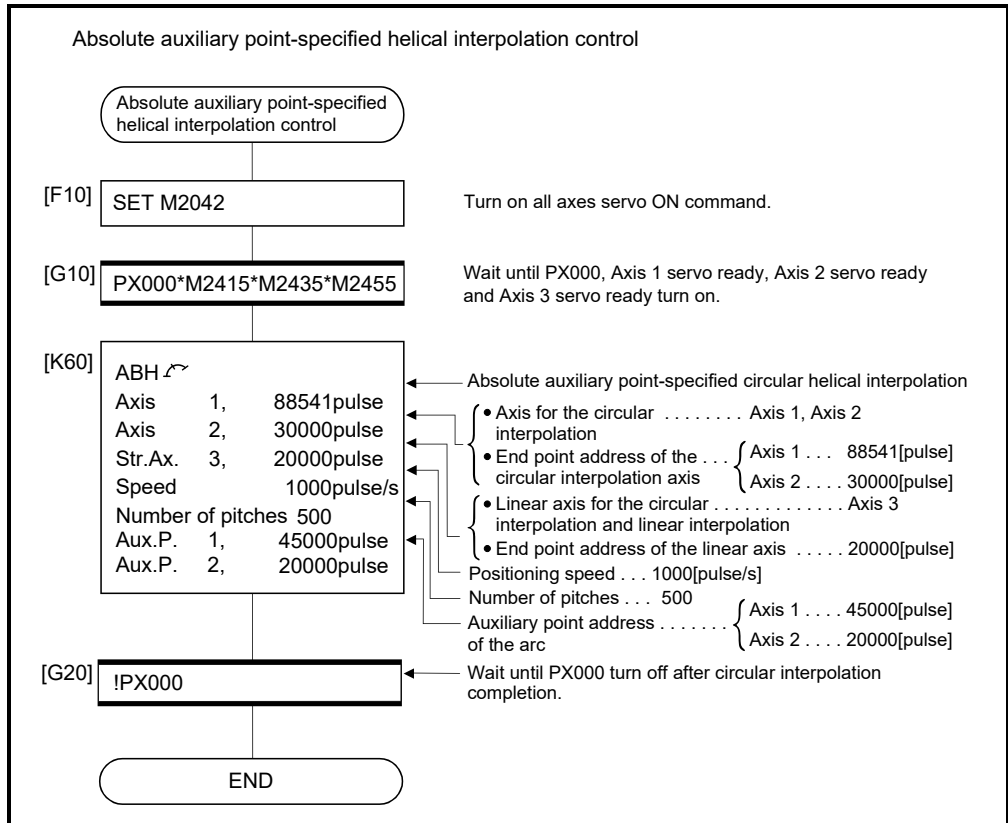 Absolute auxiliary point-specified helical interpolation control
Absolute auxiliary point-specified
helical interpolation control
[F10]
SET M2042
Turn on all axes servo ON command.
[G10]
PX000*M2415*M2435*M2455
Wait until PX000, Axis 1 servo ready, Axis 2 servo ready
and Axis 3 servo ready turn on.
[K60]
ABH
Axis 1, 88541pulse
Axis 2, 30000pulse
Str.Ax. 3, 20000pulse
Speed 1000pulse/s
Number of pitches 500
Aux.P. 1, 45000pulse
Aux.P. 2, 20000pulse
Absolute auxiliary point-specified circular helical interpolation
• Axis for the circular . . . . . . . . Axis 1, Axis 2
interpolation
• End point address of the . . . Axis 1 . . . 88541[pulse]
circular interpolation axis Axis 2 . . . . 30000[pulse]
• Linear axis for the circular . . . . . . . . . . . . . Axis 3
interpolation and linear interpolation
• End point address of the linear axis . . . . . 20000[pulse]
Positioning speed . . . 1000[pulse/s]
Number of pitches . . . 500
Auxiliary point address . . . . . . . Axis 1 . . . . 45000[pulse]
of the arc Axis 2 . . . . 20000[pulse]
[G20]
!PX000
Wait until PX000 turn off after circular interpolation
completion.
END